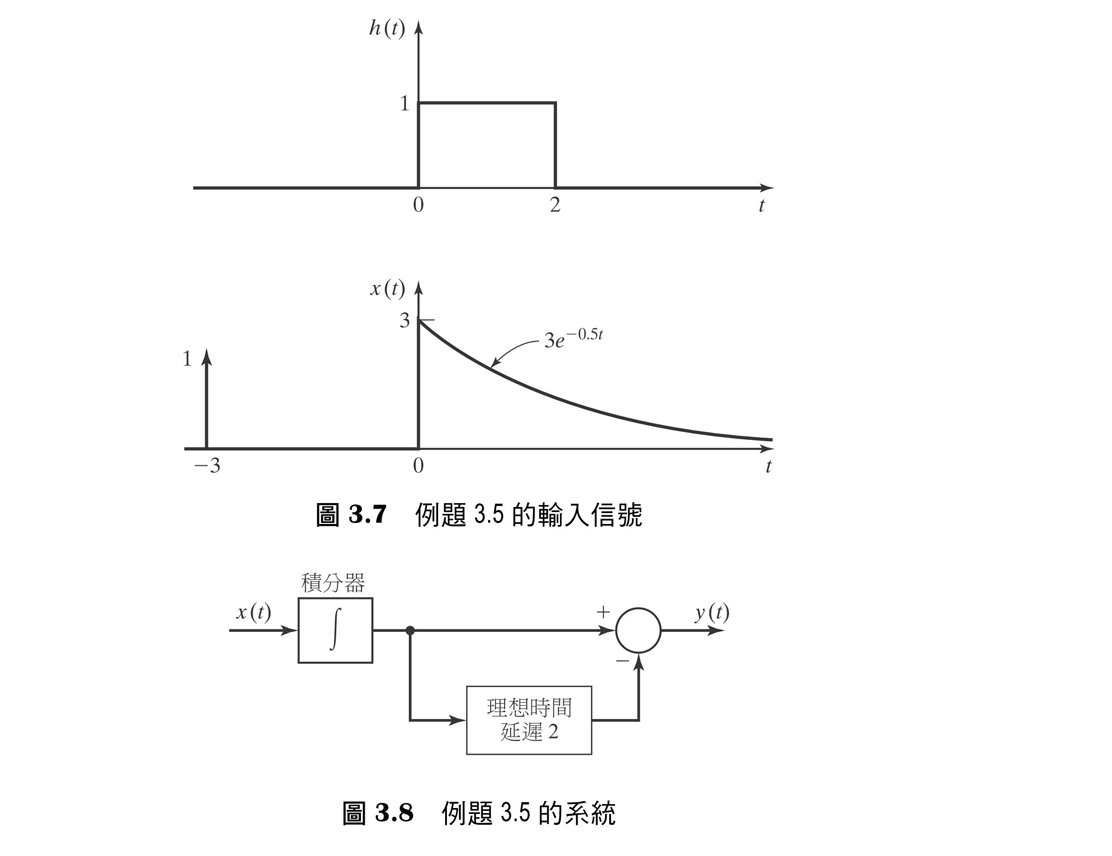 h(t)
1
0
2
t
x(t)
3
3e^{−0.5t}
1
−3
0
t
圖 3.7 例題 3.5 的輸入信號
積分器
x(t)
∫
+
y(t)
−
理想時間
延遲 2
圖 3.8 例題 3.5 的系統